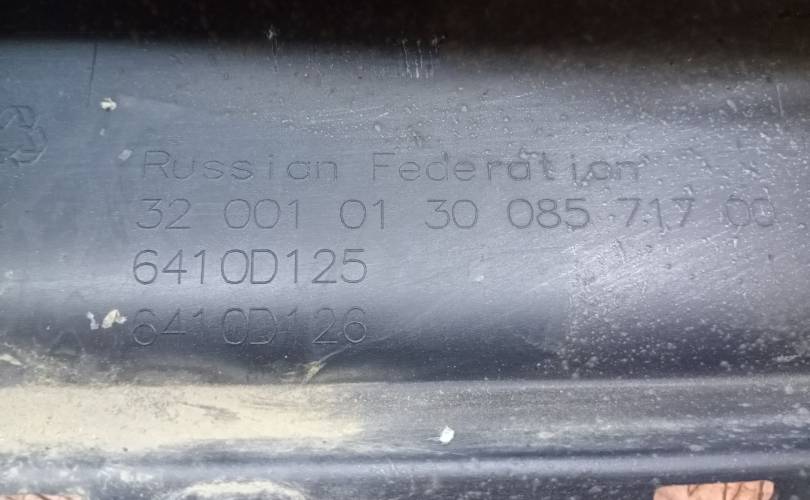 Russian Federation
32 001 01 30 085 717 00
6410D125
6410D126